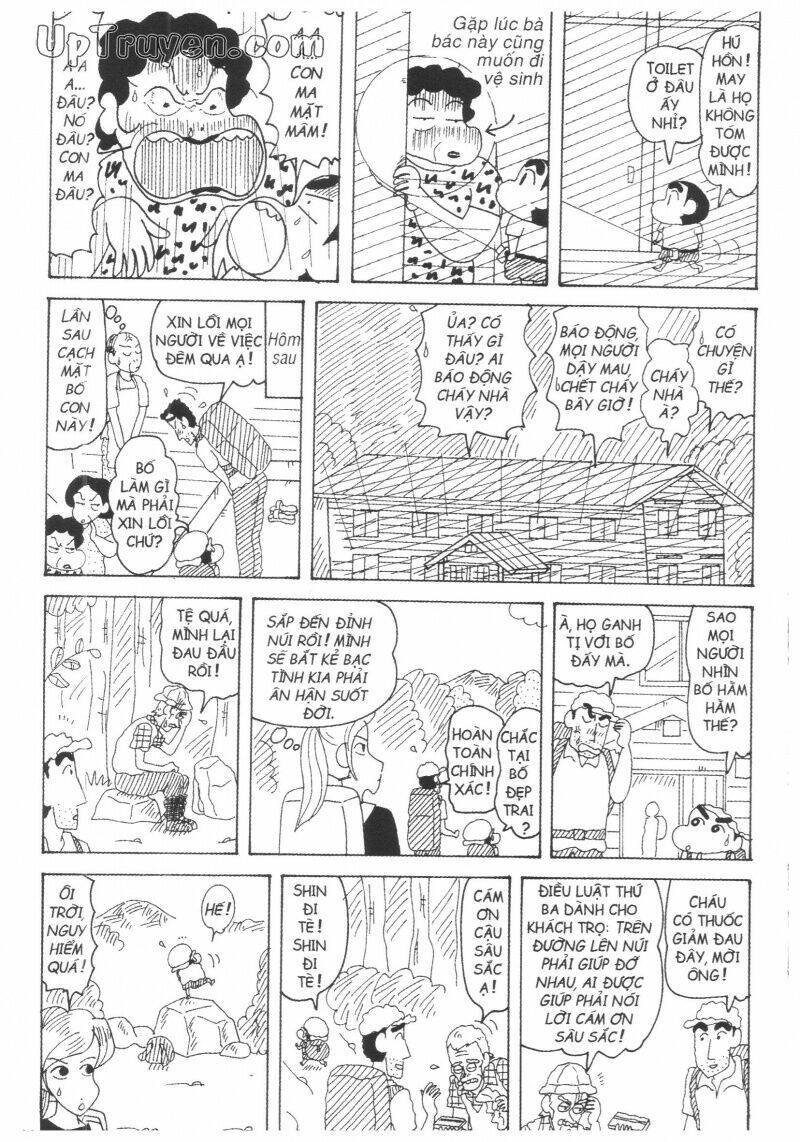 UpTruyen.com
HÚ
HỒN!
MAY
LÀ HỌ
KHÔNG
TÓM
ĐƯỢC
MÌNH!
TOILET
Ở ĐÂU
ẤY
NHỈ?
Gặp lúc bà
bác này cũng
muốn đi
vệ sinh
Á Á
CON
MA
MẶT
MÂM!
Á Á
A...
ĐÂU?
NÓ
ĐÂU?
CON
MA
ĐÂU?
CÓ
CHUYỆN
GÌ
THẾ?
CHÁY
NHÀ
À?
BÁO ĐỘNG,
MỌI NGƯỜI
DẬY MAU,
CHẾT CHÁY
BÂY GIỜ!
ỦA? CÓ
THẤY GÌ
ĐÂU? AI
BÁO ĐỘNG
CHÁY NHÀ
VẬY?
Hôm
sau
XIN LỖI MỌI
NGƯỜI VỀ VIỆC
ĐÊM QUA Ạ!
LẦN
SAU
CẠCH
MẶT
BỐ
CON
NÀY!
BỐ
LÀM GÌ
MÀ PHẢI
XIN LỖI
CHỨ?
SAO
MỌI
NGƯỜI
NHÌN
BỐ HẰM
HẰM
THẾ?
À, HỌ GANH
TỊ VỚI BỐ
ĐẤY MÀ.
CHẮC
TẠI
BỐ
ĐẸP
TRAI
?
HOÀN
TOÀN
CHÍNH
XÁC!
SẮP ĐẾN ĐỈNH
NÚI RỒI! MÌNH
SẼ BẮT KẺ BẠC
TÌNH KIA PHẢI
ÂN HẬN SUỐT
ĐỜI.
TỆ QUÁ,
MÌNH LẠI
ĐAU ĐẦU
RỒI!
CHÁU
CÓ THUỐC
GIẢM ĐAU
ĐÂY, MỜI
ÔNG!
ĐIỀU LUẬT THỨ
BA DÀNH CHO
KHÁCH TRỌ: TRÊN
ĐƯỜNG LÊN NÚI
PHẢI GIÚP ĐỠ
NHAU, AI ĐƯỢC
GIÚP PHẢI NÓI
LỜI CÁM ƠN
SÂU SẮC!
CÁM
ƠN
CẬU
SÂU
SẮC
Ạ!
SHIN
ĐI
TÈ!
SHIN
ĐI
TÈ!
HẾ!
ÔI
TRỜI,
NGUY
HIỂM
QUÁ!